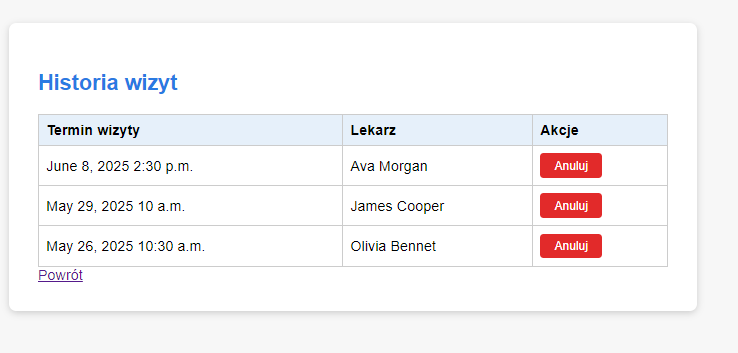 Historia wizyt
Termin wizyty Lekarz Akcje
June 8, 2025 2:30 p.m. Ava Morgan Anuluj
May 29, 2025 10 a.m. James Cooper Anuluj
May 26, 2025 10:30 a.m. Olivia Bennet Anuluj
Powrót